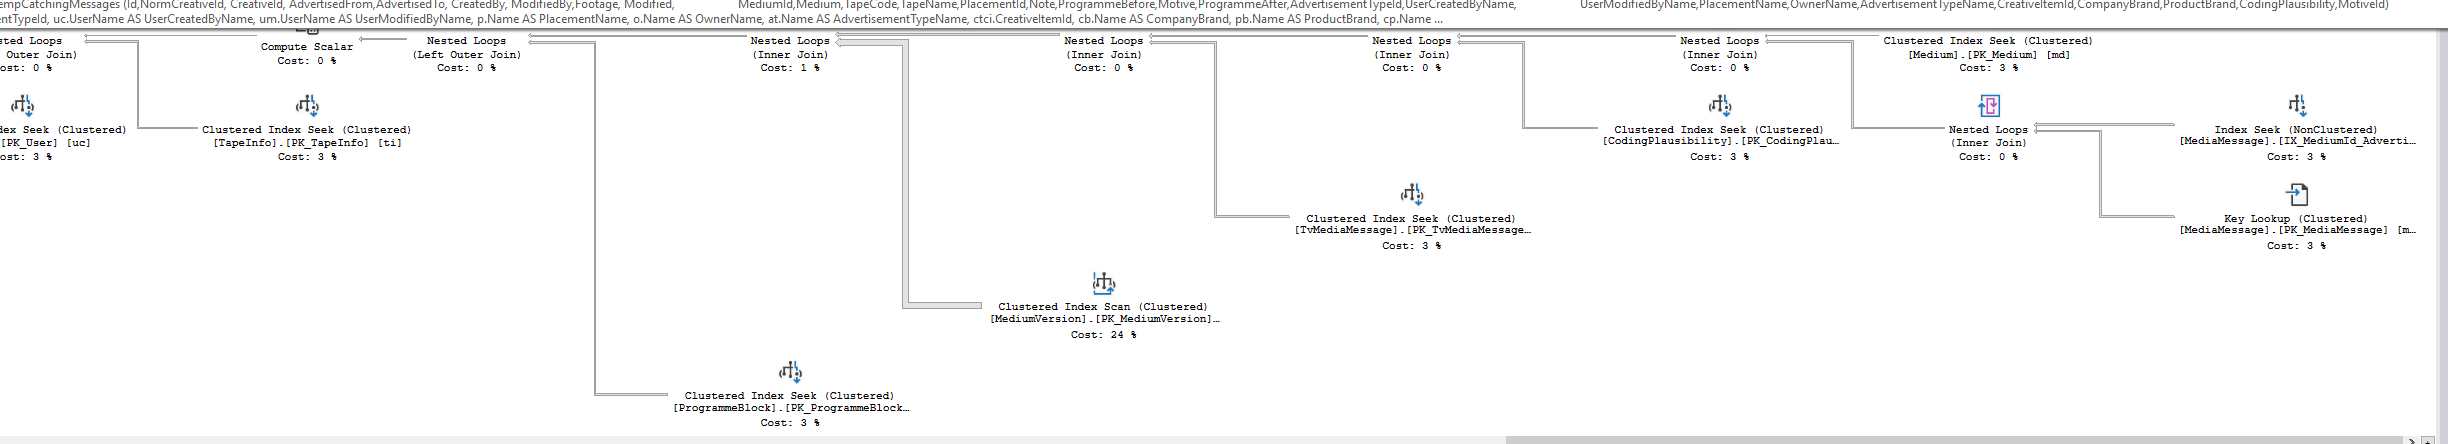 empCatchingMessages (Id,NormCreativeId, CreativeId, AdvertisedFrom,AdvertisedTo, CreatedBy, ModifiedBy,Footage, Modified, MediumId,Medium,TapeCode,TapeName,PlacementId,Note,ProgrammeBefore,Motive,ProgrammeAfter,AdvertisementTypeId,UserCreatedByName, UserModifiedByName,PlacementName,OwnerName,AdvertisementTypeName,CreativeItemId,CompanyBrand,ProductBrand,CodingPlausibility,MotiveId)
entTypeId, uc.UserName AS UserCreatedByName, um.UserName AS UserModifiedByName, p.Name AS PlacementName, o.Name AS OwnerName, at.Name AS AdvertisementTypeName, ctci.CreativeItemId, cb.Name AS CompanyBrand, pb.Name AS ProductBrand, cp.Name ...
sted Loops
Outer Join)
ost: 0 %
Compute Scalar
Cost: 0 %
Nested Loops
(Left Outer Join)
Cost: 0 %
Nested Loops
(Inner Join)
Cost: 1 %
Nested Loops
(Inner Join)
Cost: 0 %
Nested Loops
(Inner Join)
Cost: 0 %
Nested Loops
(Inner Join)
Cost: 0 %
Clustered Index Seek (Clustered)
[Medium].[PK_Medium] [md]
Cost: 3 %
dex Seek (Clustered)
[PK_User] [uc]
ost: 3 %
Clustered Index Seek (Clustered)
[TapeInfo].[PK_TapeInfo] [ti]
Cost: 3 %
Clustered Index Seek (Clustered)
[CodingPlausibility].[PK_CodingPlau…
Cost: 3 %
Nested Loops
(Inner Join)
Cost: 0 %
Index Seek (NonClustered)
[MediaMessage].[IX_MediumId_Adverti…
Cost: 3 %
Clustered Index Seek (Clustered)
[TvMediaMessage].[PK_TvMediaMessage…
Cost: 3 %
Key Lookup (Clustered)
[MediaMessage].[PK_MediaMessage] [m…
Cost: 3 %
Clustered Index Scan (Clustered)
[MediumVersion].[PK_MediumVersion]…
Cost: 24 %
Clustered Index Seek (Clustered)
[ProgrammeBlock].[PK_ProgrammeBlock…
Cost: 3 %